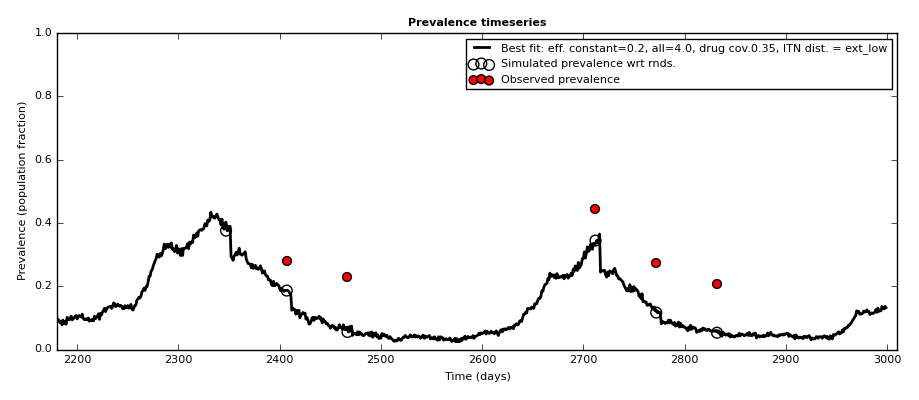 Prevalence timeseries
Best fit: eff. constant=0.2, all=4.0, drug cov.0.35, ITN dist. = ext_low
Simulated prevalence wrt rnds.
Observed prevalence
Prevalence (population fraction)
1.0
0.8
0.6
0.4
0.2
0.0
2200 2300 2400 2500 2600 2700 2800 2900 3000
Time (days)